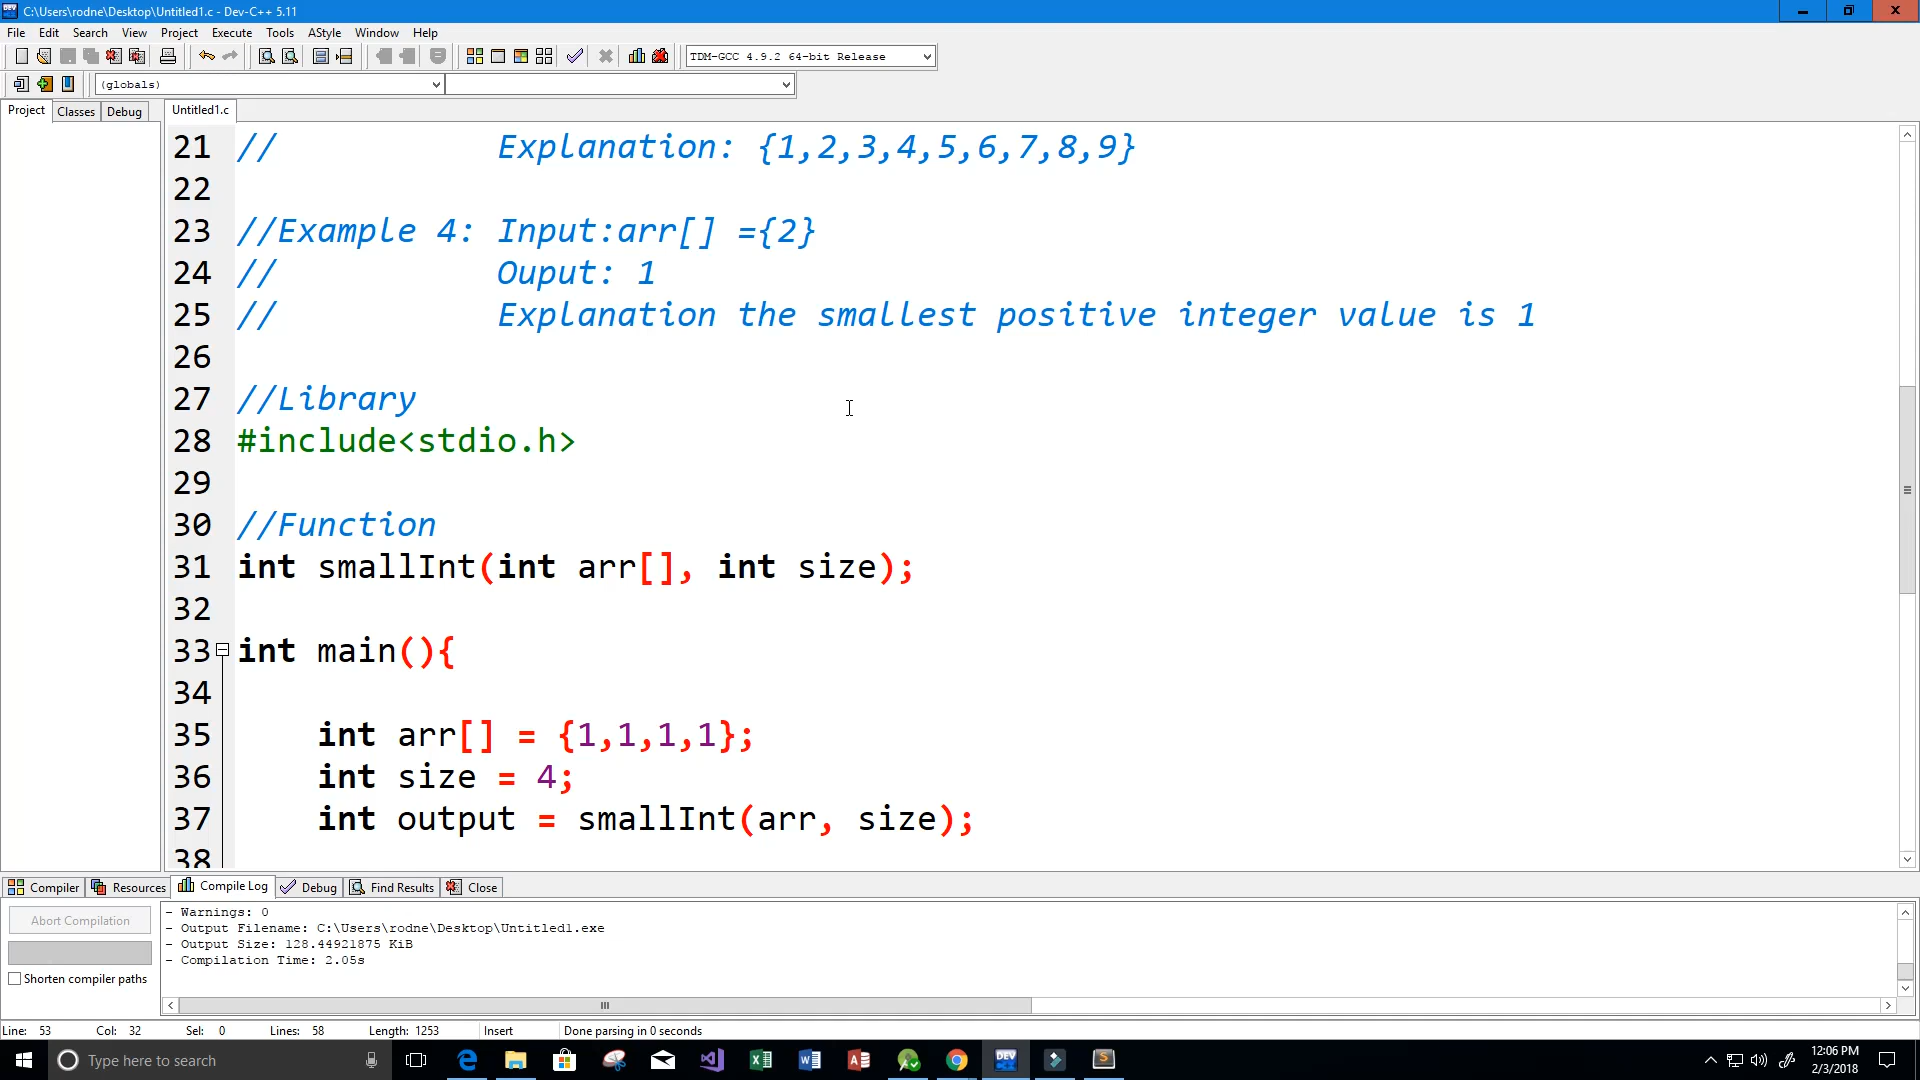 C:\Users\rodne\Desktop\Untitled1.c - Dev-C++ 5.11
File Edit Search View Project Execute Tools AStyle Window Help
TDM-GCC 4.9.2 64-bit Release
(globals)
Project Classes Debug Untitled1.c
21 // Explanation: {1,2,3,4,5,6,7,8,9}
22
23 //Example 4: Input:arr[] ={2}
24 // Ouput: 1
25 // Explanation the smallest positive integer value is 1
26
27 //Library
28 #include<stdio.h>
29
30 //Function
31 int smallInt(int arr[], int size);
32
33 int main(){
34
35 int arr[] = {1,1,1,1};
36 int size = 4;
37 int output = smallInt(arr, size);
38
Compiler Resources Compile Log Debug Find Results Close
Abort Compilation
Shorten compiler paths
- Warnings: 0
- Output Filename: C:\Users\rodne\Desktop\Untitled1.exe
- Output Size: 128.44921875 KiB
- Compilation Time: 2.05s
Line: 53 Col: 32 Sel: 0 Lines: 58 Length: 1253 Insert Done parsing in 0 seconds
Type here to search
DEV
12:06 PM
2/3/2018